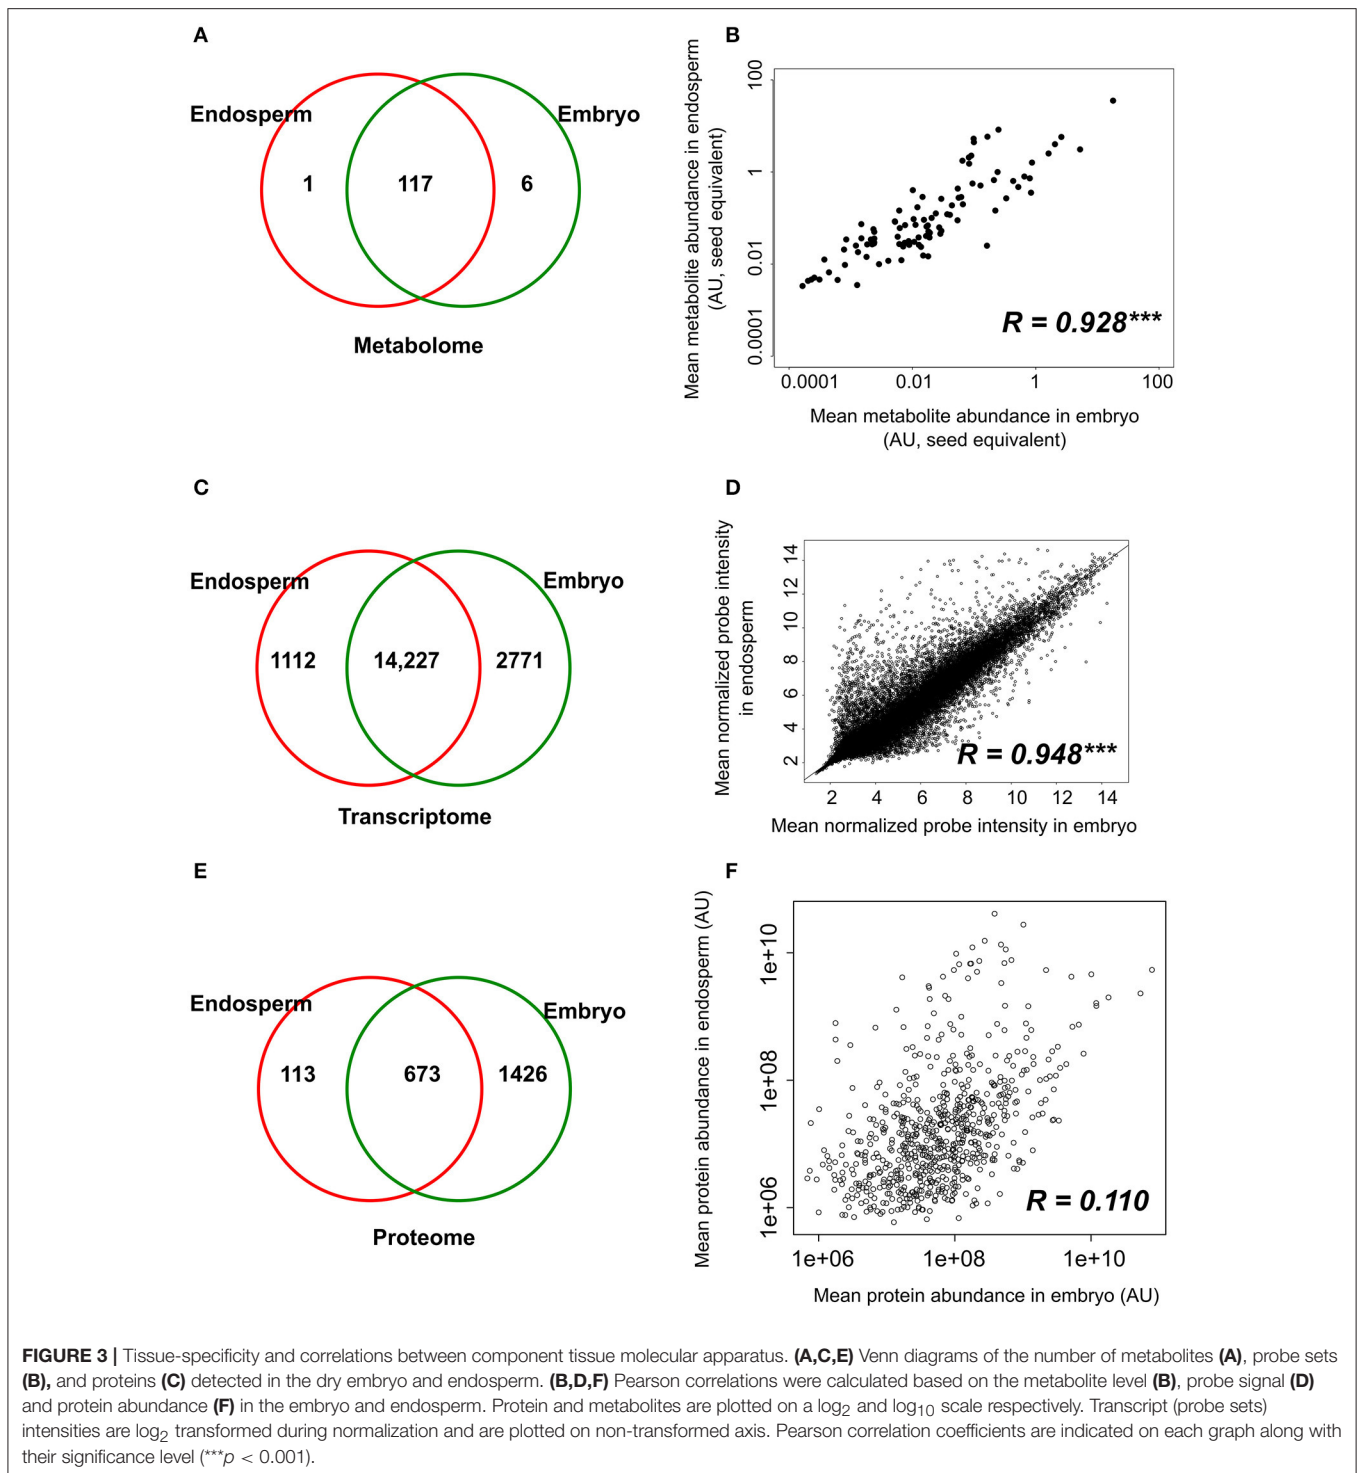 A
Endosperm
Embryo
1
117
6
Metabolome
B
Mean metabolite abundance in endosperm
(AU, seed equivalent)
100
1
0.01
0.0001
R = 0.928***
0.0001
0.01
1
100
Mean metabolite abundance in embryo
(AU, seed equivalent)
C
Endosperm
Embryo
1112
14,227
2771
Transcriptome
D
Mean normalized probe intensity
in endosperm
14
12
10
8
6
4
2
R = 0.948***
2
4
6
8
10
12
14
Mean normalized probe intensity in embryo
E
Endosperm
Embryo
113
673
1426
Proteome
F
Mean protein abundance in endosperm (AU)
1e+10
1e+08
1e+06
R = 0.110
1e+06
1e+08
1e+10
Mean protein abundance in embryo (AU)
FIGURE 3 | Tissue-specificity and correlations between component tissue molecular apparatus. (A,C,E) Venn diagrams of the number of metabolites (A), probe sets
(B), and proteins (C) detected in the dry embryo and endosperm. (B,D,F) Pearson correlations were calculated based on the metabolite level (B), probe signal (D)
and protein abundance (F) in the embryo and endosperm. Protein and metabolites are plotted on a log2 and log10 scale respectively. Transcript (probe sets)
intensities are log2 transformed during normalization and are plotted on non-transformed axis. Pearson correlation coefficients are indicated on each graph along with
their significance level (***p < 0.001).